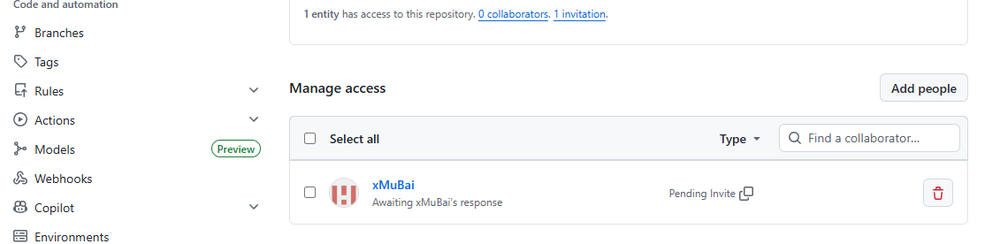 Code and automation
Branches
Tags
Rules
Actions
Models Preview
Webhooks
Copilot
Environments
1 entity has access to this repository. 0 collaborators. 1 invitation.
Manage access Add people
Select all Type Find a collaborator...
xMuBai
Awaiting xMuBai's response
Pending Invite